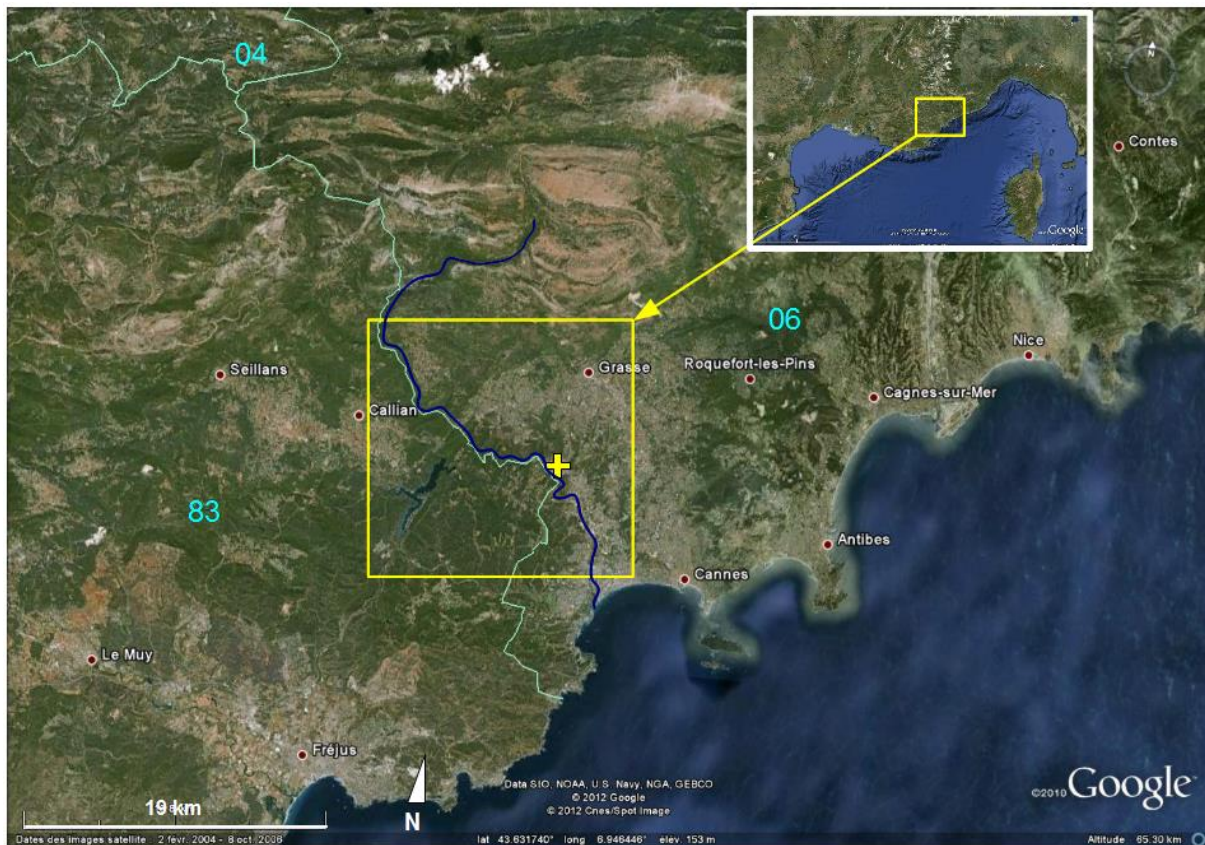 04
N
Contes
Google
06
Nice
Grasse
Roquefort-les-Pins
Seillans
Cagnes-sur-Mer
Callian
83
Antibes
Cannes
Le Muy
Fréjus
Data SIO, NOAA, U.S. Navy, NGA, GEBCO
© 2012 Google
© 2012 Cnes/Spot Image
©2010 Google
19 km
N
Dates des images satellite : 2 févr. 2004 - 8 oct. 2006 lat 43.631740° long 6.946446° élev. 153 m Altitude 65.30 km